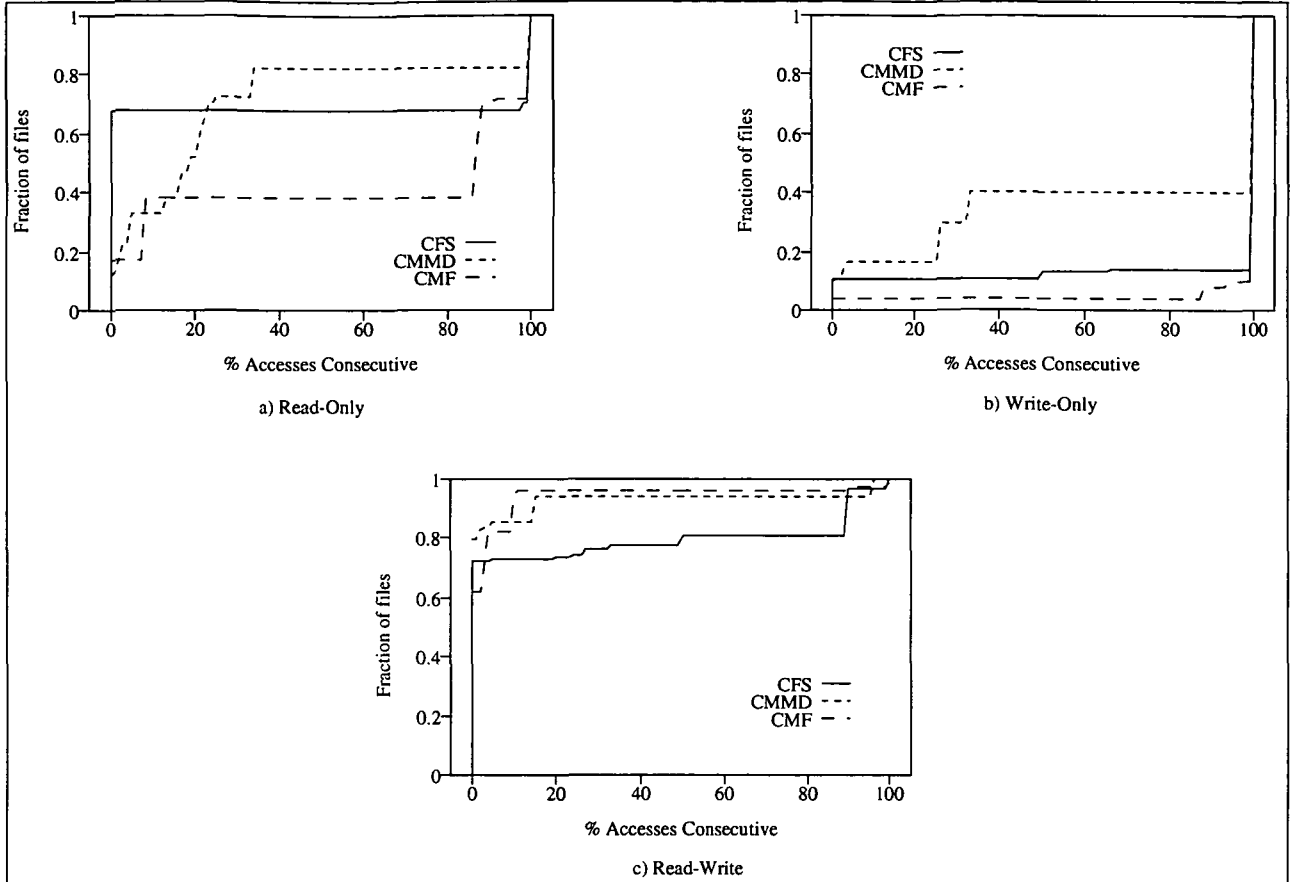 1
0.8
0.6
0.4
0.2
0
Fraction of files
CFS
CMMD
CMF
0 20 40 60 80 100
% Accesses Consecutive
a) Read-Only
1
0.8
0.6
0.4
0.2
0
Fraction of files
CFS
CMMD
CMF
0 20 40 60 80 100
% Accesses Consecutive
b) Write-Only
1
0.8
0.6
0.4
0.2
0
Fraction of files
CFS
CMMD
CMF
0 20 40 60 80 100
% Accesses Consecutive
c) Read-Write